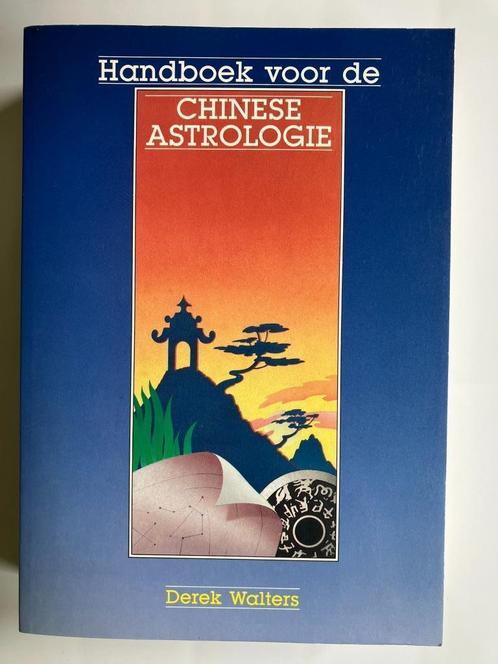 Handboek voor de
CHINESE
ASTROLOGIE
Derek Walters